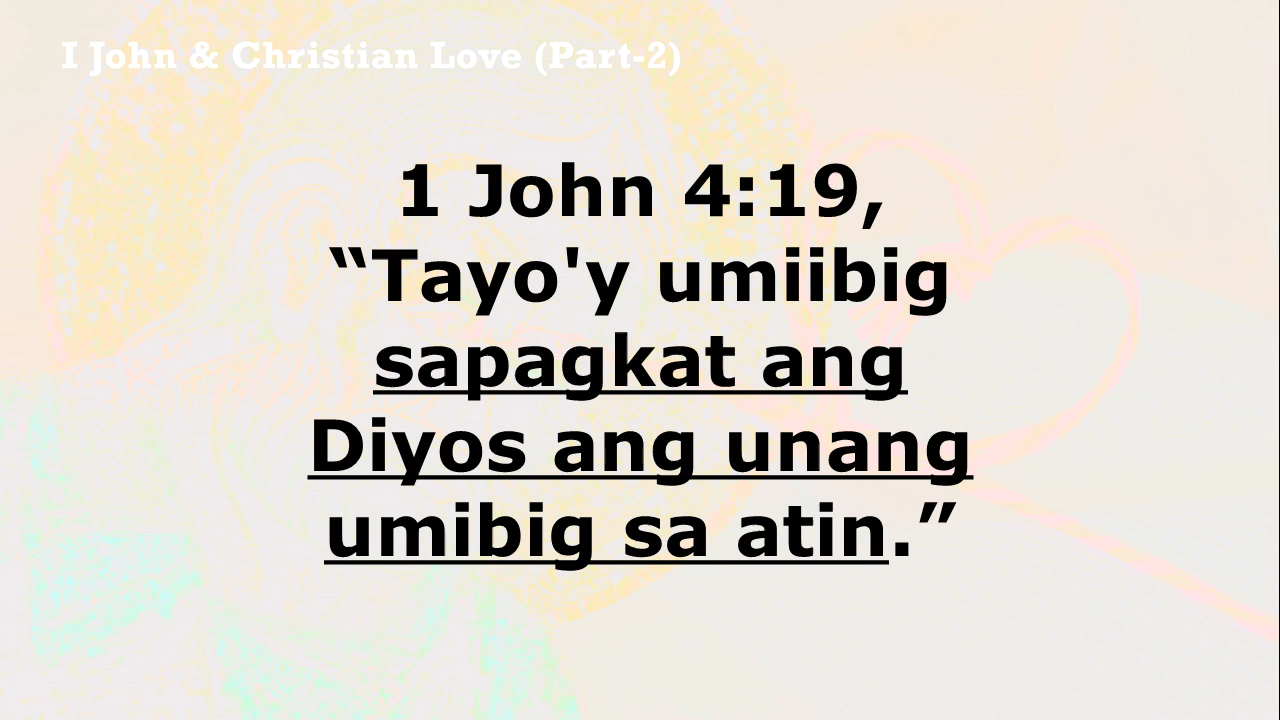 I John & Christian Love (Part-2)
1 John 4:19,
“Tayo'y umiibig
sapagkat ang
Diyos ang unang
umibig sa atin.”